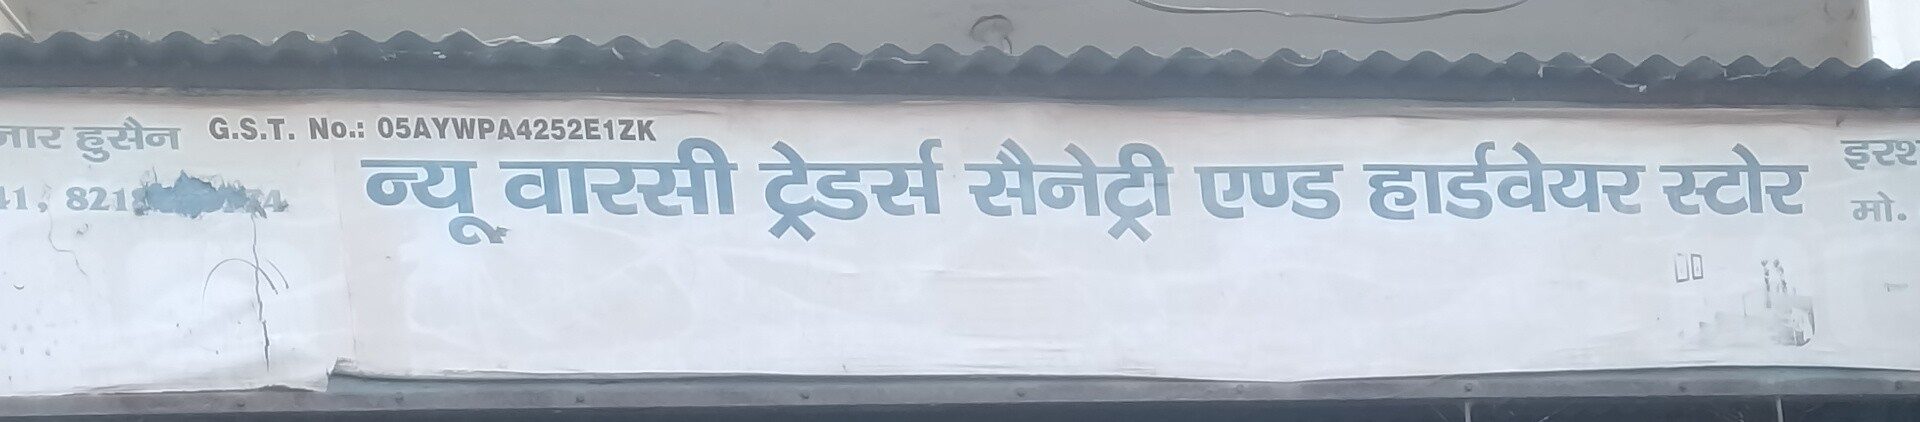 हुसैन G.S.T. No.: 05AYWPA4252E1ZK
न्यू वारसी ट्रेडर्स सैनेट्री एण्ड हार्डवेयर स्टोर
मो.